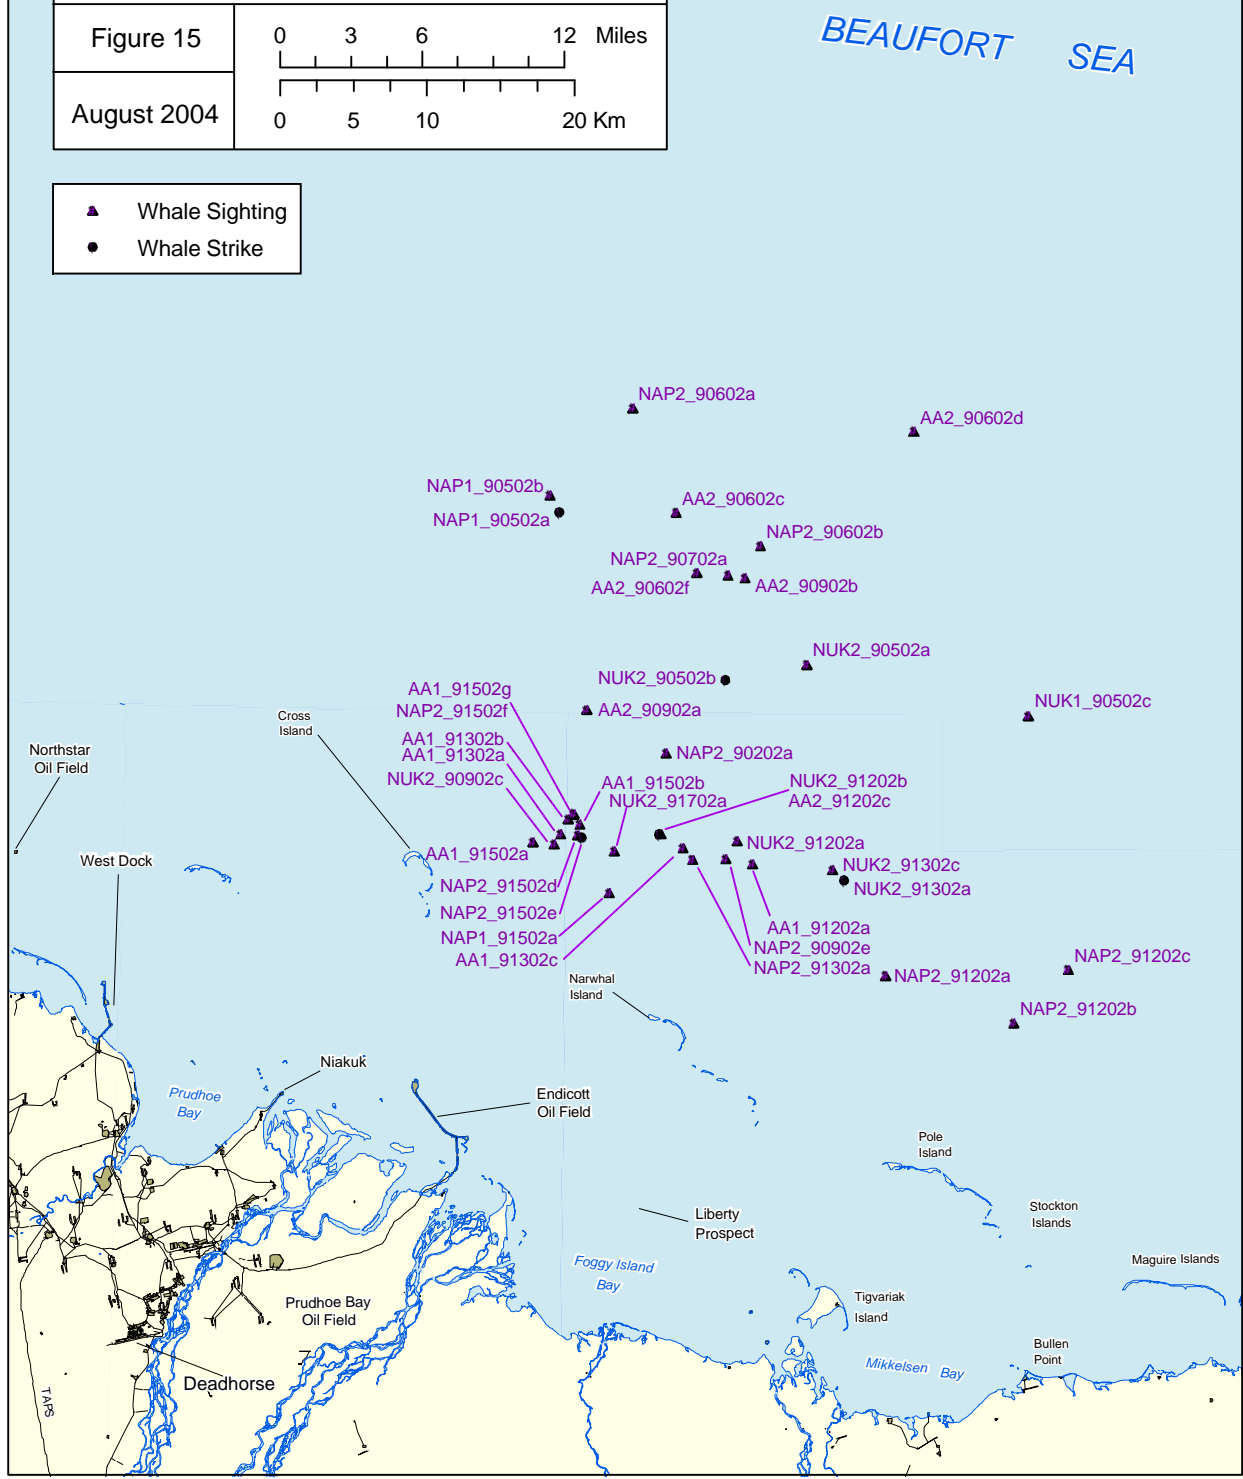 BEAUFORT SEA
Figure 15
0 3 6 12 Miles
August 2004
0 5 10 20 Km
Whale Sighting
Whale Strike
NAP2_90602a
AA2_90602d
NAP1_90502b
AA2_90602c
NAP1_90502a
NAP2_90602b
NAP2_90702a
AA2_90602f
AA2_90902b
NUK2_90502a
NUK2_90502b
AA1_91502g
NUK1_90502c
NAP2_91502f
AA2_90902a
Cross
Island
AA1_91302b
Northstar
Oil Field
AA1_91302a
NAP2_90202a
NUK2_90902c
AA1_91502b
NUK2_91202b
NUK2_91702a
AA2_91202c
NUK2_91202a
AA1_91502a
West Dock
NUK2_91302c
NAP2_91502d
NUK2_91302a
NAP2_91502e
AA1_91202a
NAP1_91502a
NAP2_90902e
AA1_91302c
NAP2_91302a
NAP2_91202c
NAP2_91202a
Narwhal
Island
NAP2_91202b
Niakuk
Prudhoe
Bay
Endicott
Oil Field
Pole
Island
Stockton
Islands
Liberty
Prospect
Foggy Island
Bay
Maguire Islands
Tigvariak
Island
Prudhoe Bay
Oil Field
Bullen
Point
Mikkelsen Bay
Deadhorse
TAPS